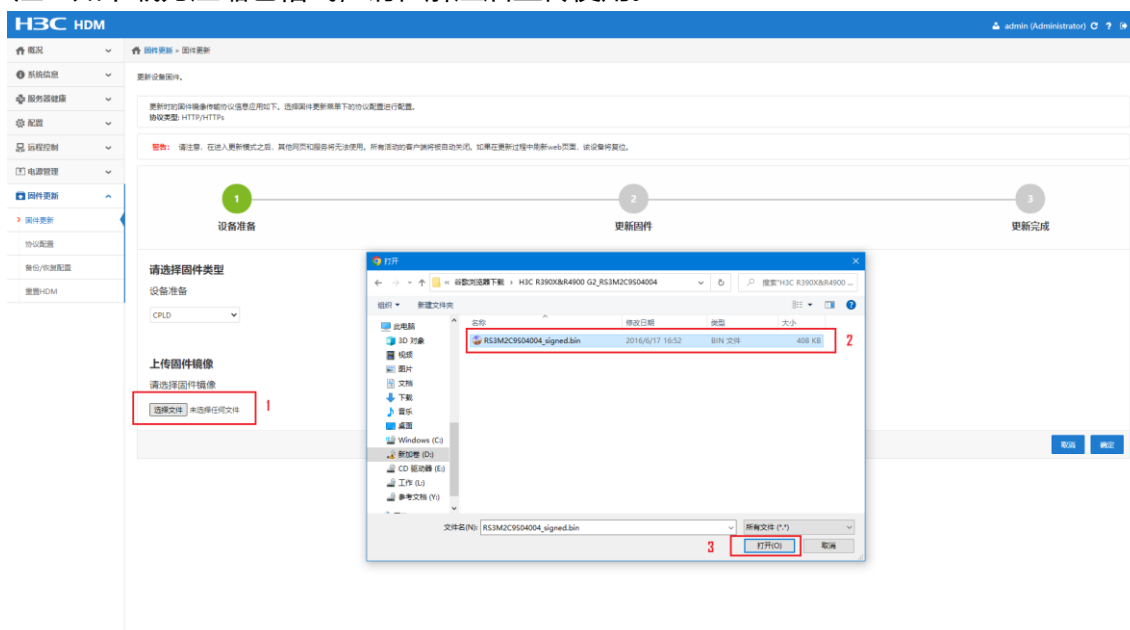 H3C HDM
admin (Administrator)
概况
固件更新 » 固件更新
系统信息
更新设备固件。
服务器健康
更新时的固件镜像传输协议信息应用如下。选择固件更新菜单下的协议配置进行配置。
协议类型: HTTP/HTTPs
配置
远程控制
警告: 请注意，在进入更新模式之后，其他网页和服务将无法使用。所有活动的客户端将被自动关闭。如果在更新过程中刷新web页面，该设备将复位。
电源管理
固件更新
固件更新
协议配置
备份/恢复配置
重置HDM
1
2
3
设备准备
更新固件
更新完成
请选择固件类型
设备准备
CPLD
上传固件镜像
请选择固件镜像
选择文件 未选择任何文件
1
取消
确定
打开
谷歌浏览器下载 › H3C R390X&R4900 G2_RS3M2C9S04004
搜索"H3C R390X&R4900 ...
组织
新建文件夹
此电脑
3D 对象
视频
图片
文档
下载
音乐
桌面
Windows (C:)
新加卷 (D:)
CD 驱动器 (E:)
工作 (L:)
参考文档 (Y:)
名称
修改日期
类型
大小
RS3M2C9S04004_signed.bin
2016/6/17 16:52
BIN 文件
408 KB
2
文件名(N): RS3M2C9S04004_signed.bin
所有文件 (*.*)
3
打开(O)
取消